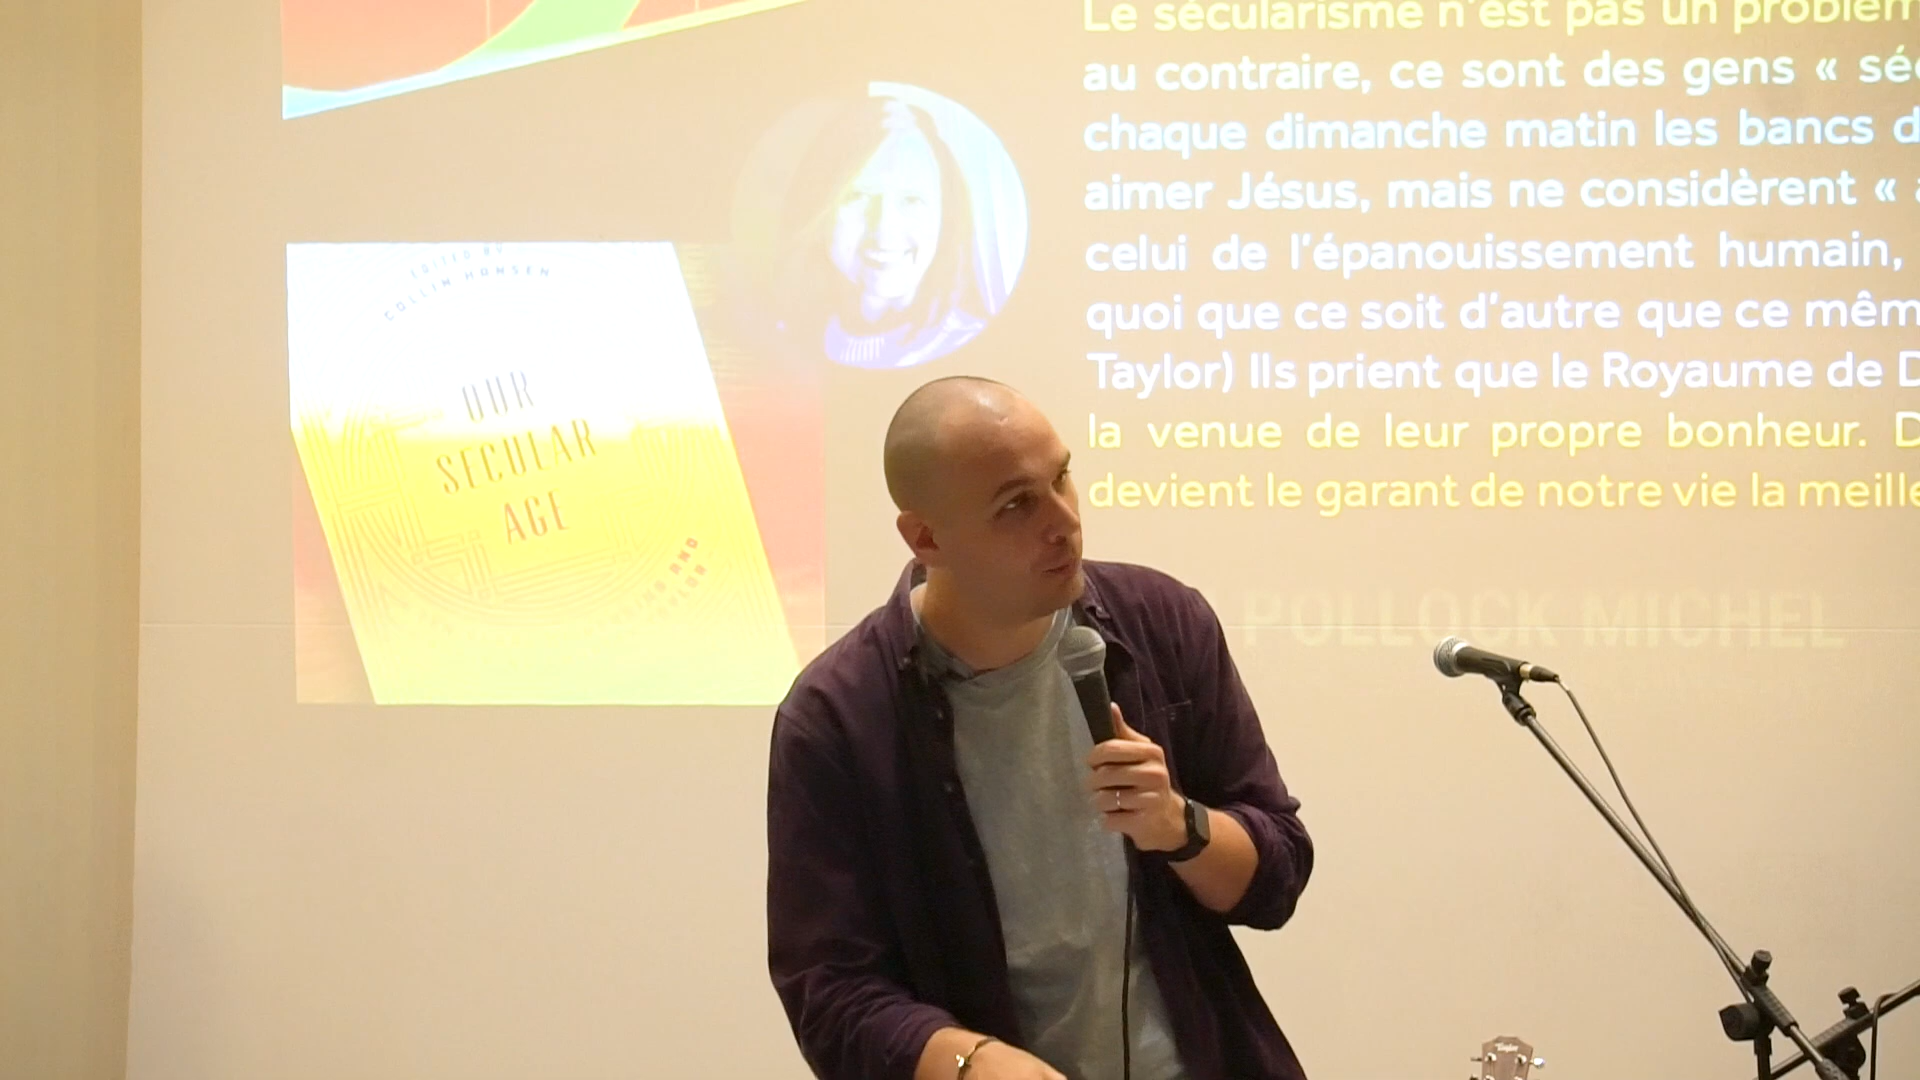 EDITED BY
COLLIN HANSEN
OUR
SECULAR
AGE
Le sécularisme n'est pas un problèm
au contraire, ce sont des gens « séc
chaque dimanche matin les bancs d
aimer Jésus, mais ne considèrent «
celui de l'épanouissement humain,
quoi que ce soit d'autre que ce mêm
Taylor) Ils prient que le Royaume de D
la venue de leur propre bonheur. D
devient le garant de notre vie la meille
POLLOCK MICHEL
Taylor